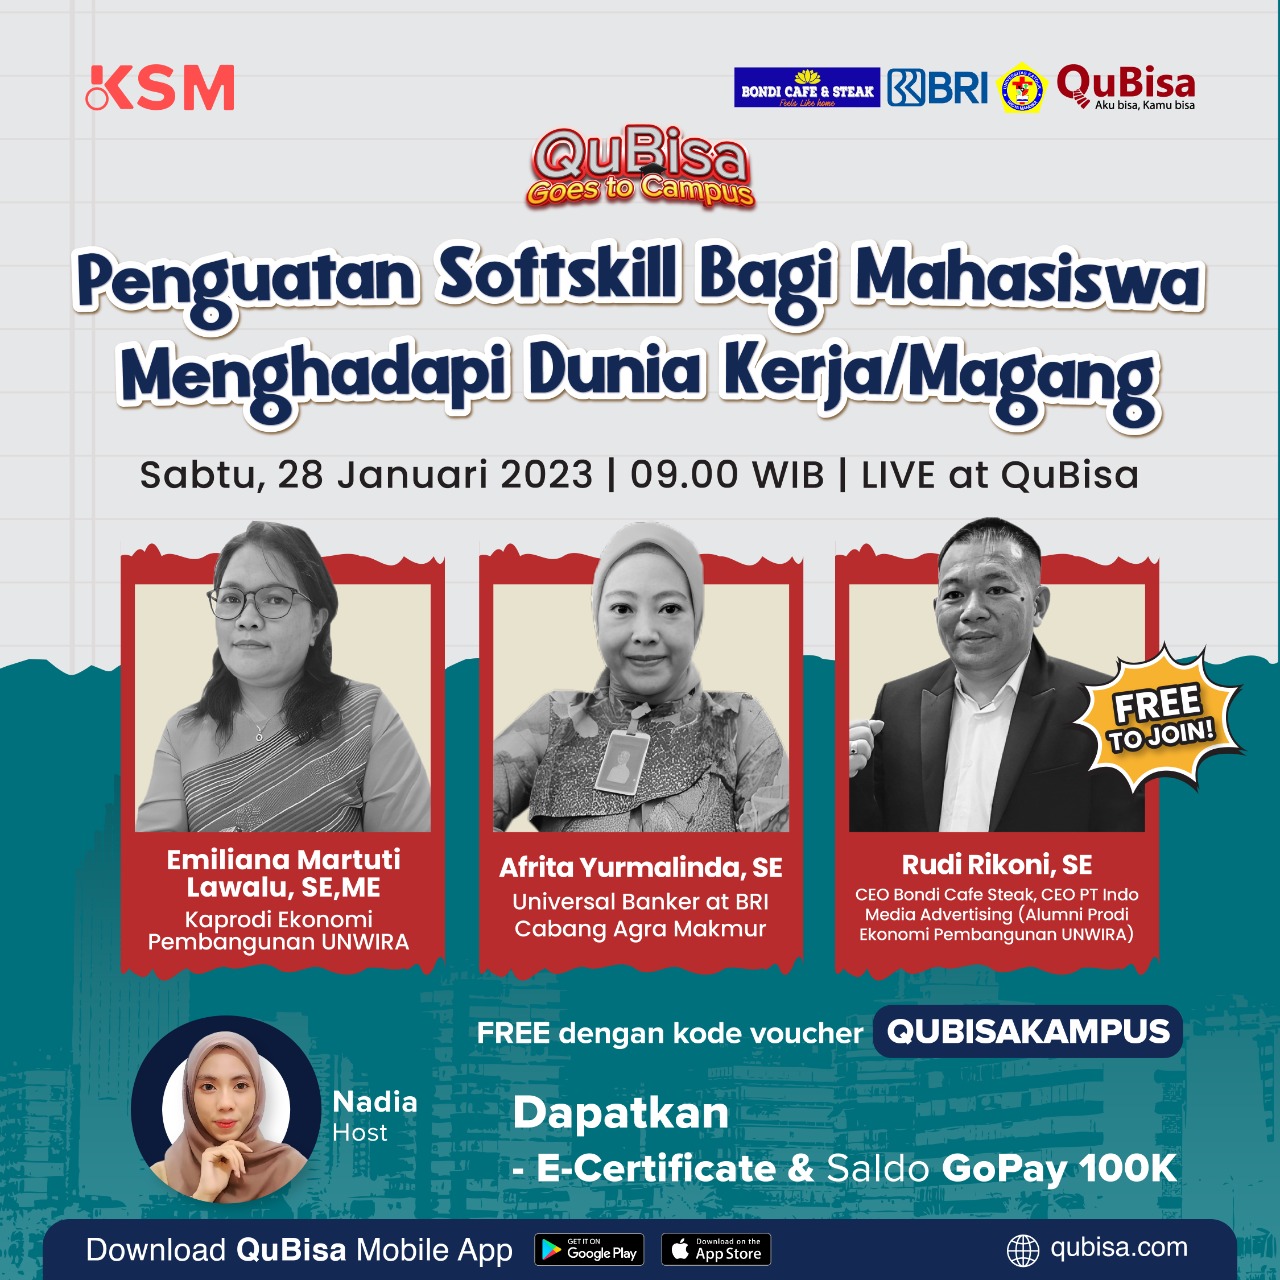 KSM
BONDI CAFE & STEAK
Feels Like home
BRI
QuBisa
Aku bisa, Kamu bisa
QuBisa
Goes to Campus
Penguatan Softskill Bagi Mahasiswa
Menghadapi Dunia Kerja/Magang
Sabtu, 28 Januari 2023 | 09.00 WIB | LIVE at QuBisa
FREE
TO JOIN!
Emiliana Martuti
Lawalu, SE,ME
Kaprodi Ekonomi
Pembangunan UNWIRA
Afrita Yurmalinda, SE
Universal Banker at BRI
Cabang Agra Makmur
Rudi Rikoni, SE
CEO Bondi Cafe Steak, CEO PT Indo
Media Advertising (Alumni Prodi
Ekonomi Pembangunan UNWIRA)
FREE dengan kode voucher QUBISAKAMPUS
Nadia
Host
Dapatkan
- E-Certificate & Saldo GoPay 100K
Download QuBisa Mobile App
GET IT ON
Google Play
Download on the
App Store
qubisa.com